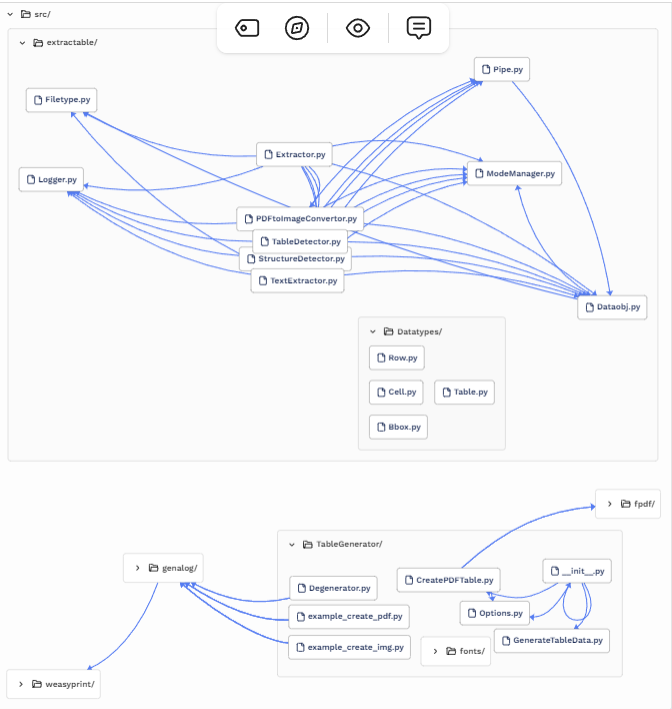 src/
extractable/
Pipe.py
Filetype.py
Extractor.py
ModeManager.py
Logger.py
PDFtoImageConvertor.py
TableDetector.py
StructureDetector.py
TextExtractor.py
Dataobj.py
Datatypes/
Row.py
Cell.py
Table.py
Bbox.py
fpdf/
TableGenerator/
genalog/
CreatePDFTable.py
__init__.py
Degenerator.py
Options.py
example_create_pdf.py
GenerateTableData.py
example_create_img.py
fonts/
weasyprint/